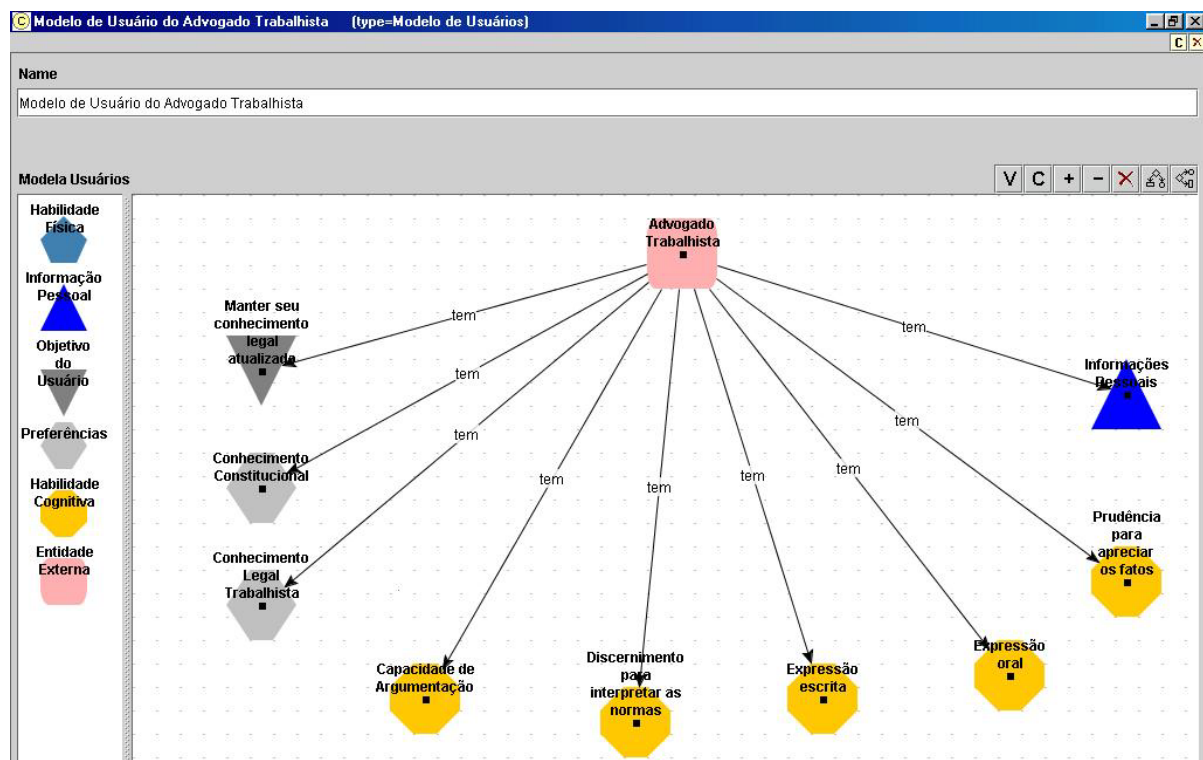 Modelo de Usuário do Advogado Trabalhista (type=Modelo de Usuários)
C
Name
Modelo de Usuário do Advogado Trabalhista
Modela Usuários
V C + −
Habilidade
Física
Informação
Pessoal
Objetivo
do
Usuário
Preferências
Habilidade
Cognitiva
Entidade
Externa
Advogado
Trabalhista
Manter seu
conhecimento
legal
atualizado
tem
tem
tem
tem
tem
tem
tem
tem
tem
Informações
Pessoais
Conhecimento
Constitucional
Conhecimento
Legal
Trabalhista
Prudência
para
apreciar
os fatos
Capacidade de
Argumentação
Discernimento
para
interpretar as
normas
Expressão
escrita
Expressão
oral